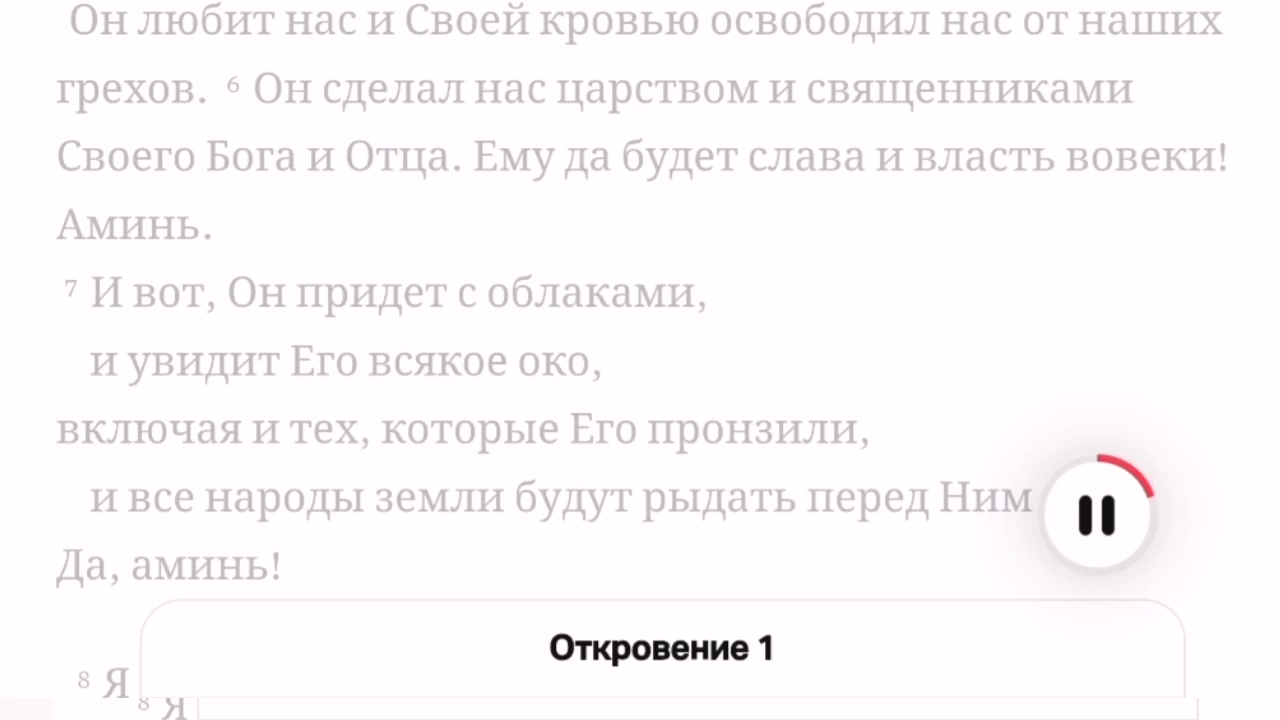 Он любит нас и Своей кровью освободил нас от наших
грехов. ⁶ Он сделал нас царством и священниками
Своего Бога и Отца. Ему да будет слава и власть вовеки!
Аминь.
⁷ И вот, Он придет с облаками,
и увидит Его всякое око,
включая и тех, которые Его пронзили,
и все народы земли будут рыдать перед Ним
Да, аминь!
Откровение 1
⁸ Я
⁸ Я